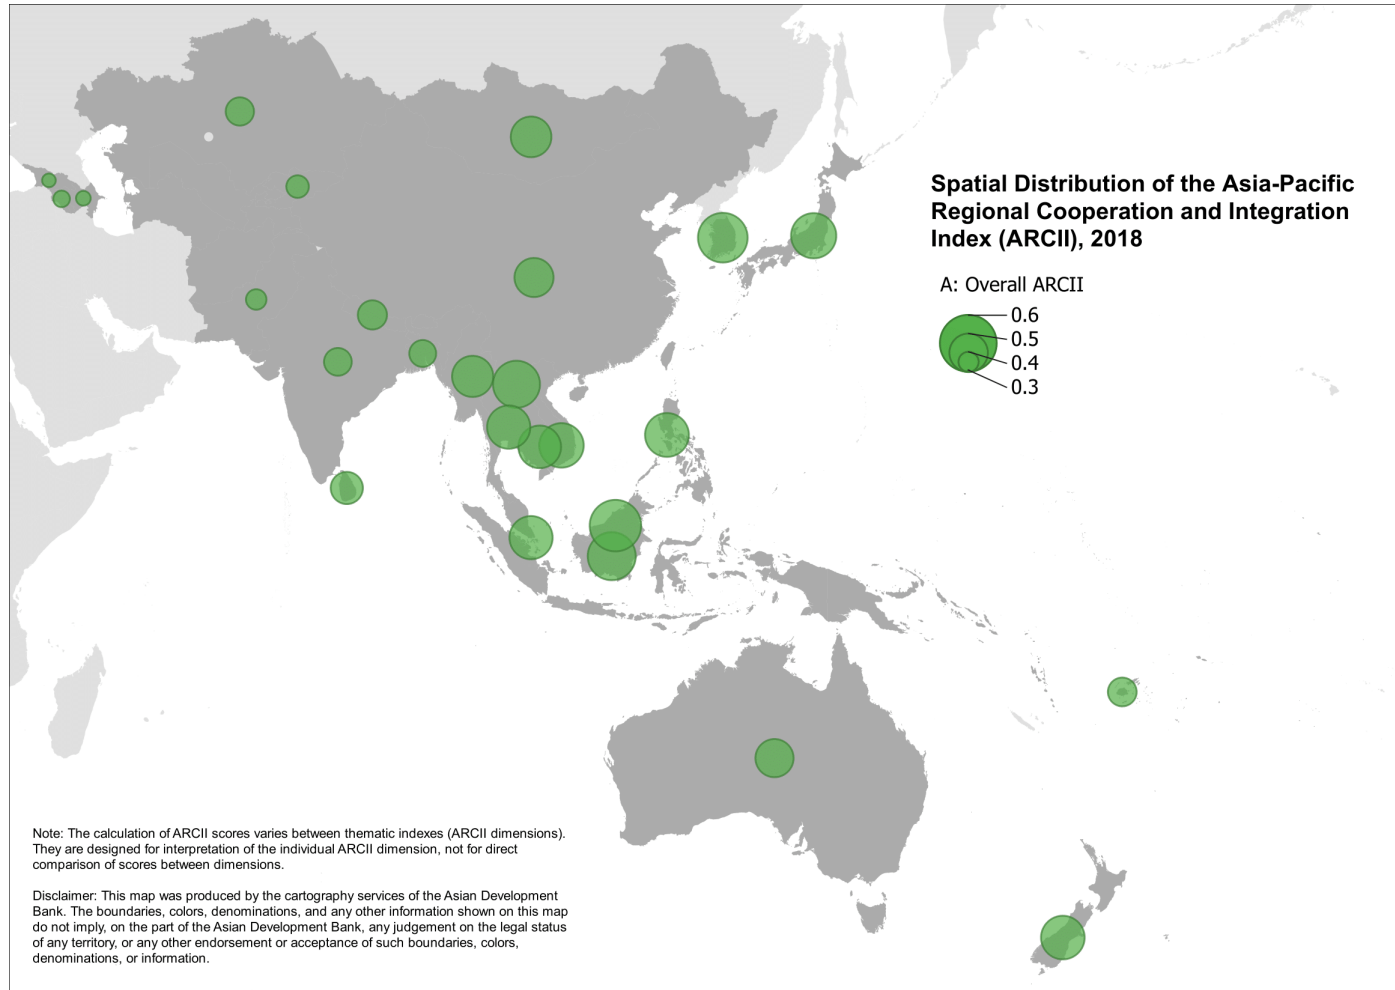 Spatial Distribution of the Asia-Pacific
Regional Cooperation and Integration
Index (ARCII), 2018
A: Overall ARCII
0.6
0.5
0.4
0.3
Note: The calculation of ARCII scores varies between thematic indexes (ARCII dimensions).
They are designed for interpretation of the individual ARCII dimension, not for direct
comparison of scores between dimensions.
Disclaimer: This map was produced by the cartography services of the Asian Development
Bank. The boundaries, colors, denominations, and any other information shown on this map
do not imply, on the part of the Asian Development Bank, any judgement on the legal status
of any territory, or any other endorsement or acceptance of such boundaries, colors,
denominations, or information.